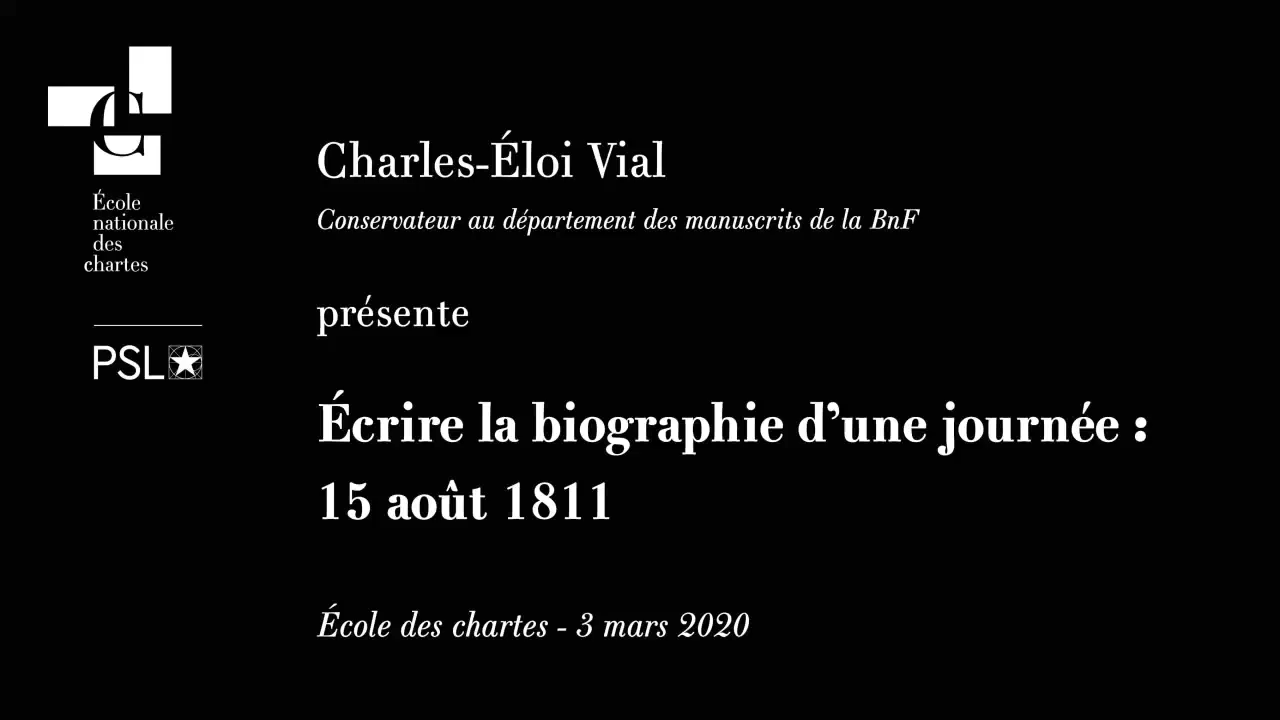 C
École
nationale
des
chartes
PSL
Charles-Éloi Vial
Conservateur au département des manuscrits de la BnF
présente
Écrire la biographie d’une journée :
15 août 1811
École des chartes - 3 mars 2020